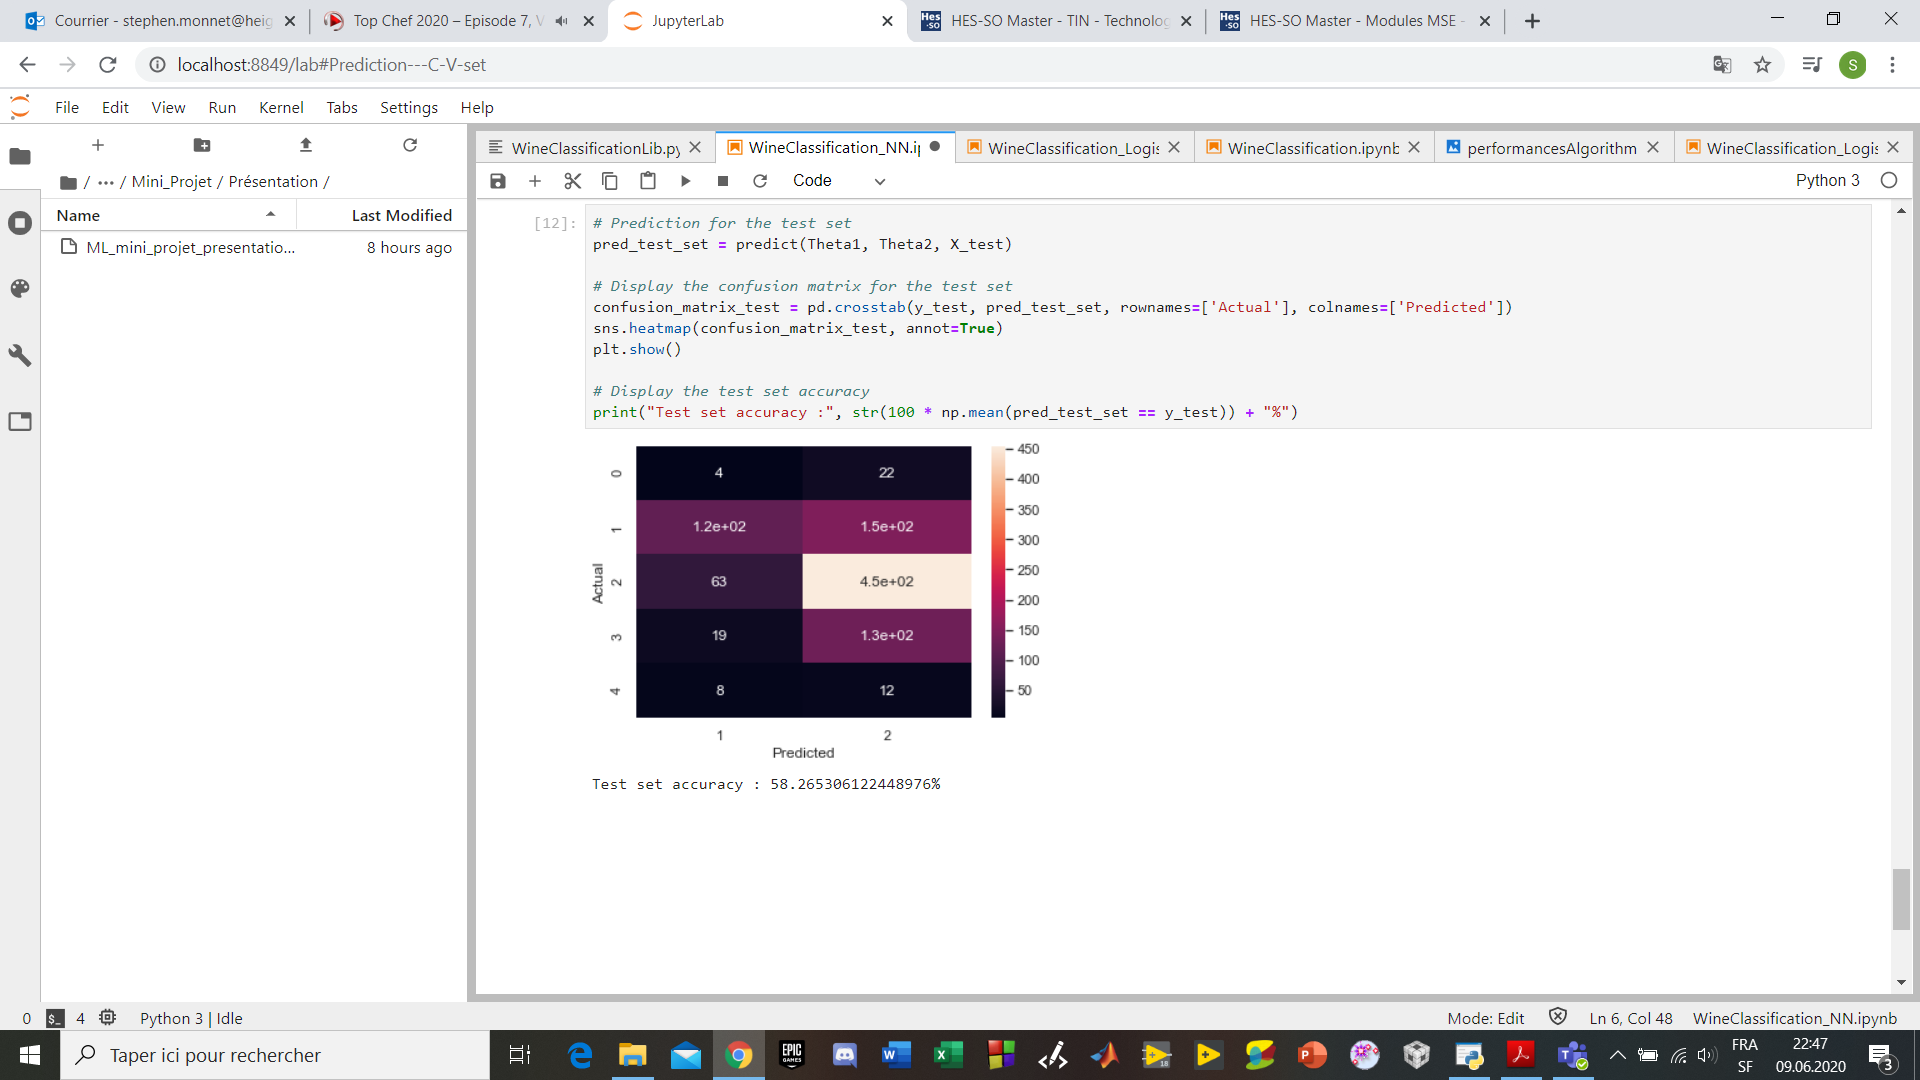 Courrier - stephen.monnet@heig
Top Chef 2020 – Episode 7, V
JupyterLab
HES-SO Master - TIN - Technolog
HES-SO Master - Modules MSE -
localhost:8849/lab#Prediction---C-V-set
S
File Edit View Run Kernel Tabs Settings Help
WineClassificationLib.py
WineClassification_NN.ip
WineClassification_Logis
WineClassification.ipynb
performancesAlgorithm
WineClassification_Logis
/ ··· / Mini_Projet / Présentation /
Code
Python 3
Name Last Modified
ML_mini_projet_presentatio... 8 hours ago
[12]:
# Prediction for the test set
pred_test_set = predict(Theta1, Theta2, X_test)
# Display the confusion matrix for the test set
confusion_matrix_test = pd.crosstab(y_test, pred_test_set, rownames=['Actual'], colnames=['Predicted'])
sns.heatmap(confusion_matrix_test, annot=True)
plt.show()
# Display the test set accuracy
print("Test set accuracy :", str(100 * np.mean(pred_test_set == y_test)) + "%")
0 4 22
1 1.2e+02 1.5e+02
2 63 4.5e+02
3 19 1.3e+02
4 8 12
Actual
1 2
Predicted
450
400
350
300
250
200
150
100
50
Test set accuracy : 58.265306122448976%
0 $_ 4 Python 3 | Idle
Mode: Edit Ln 6, Col 48 WineClassification_NN.ipynb
Taper ici pour rechercher
EPIC GAMES
FRA
SF
22:47
09.06.2020
3